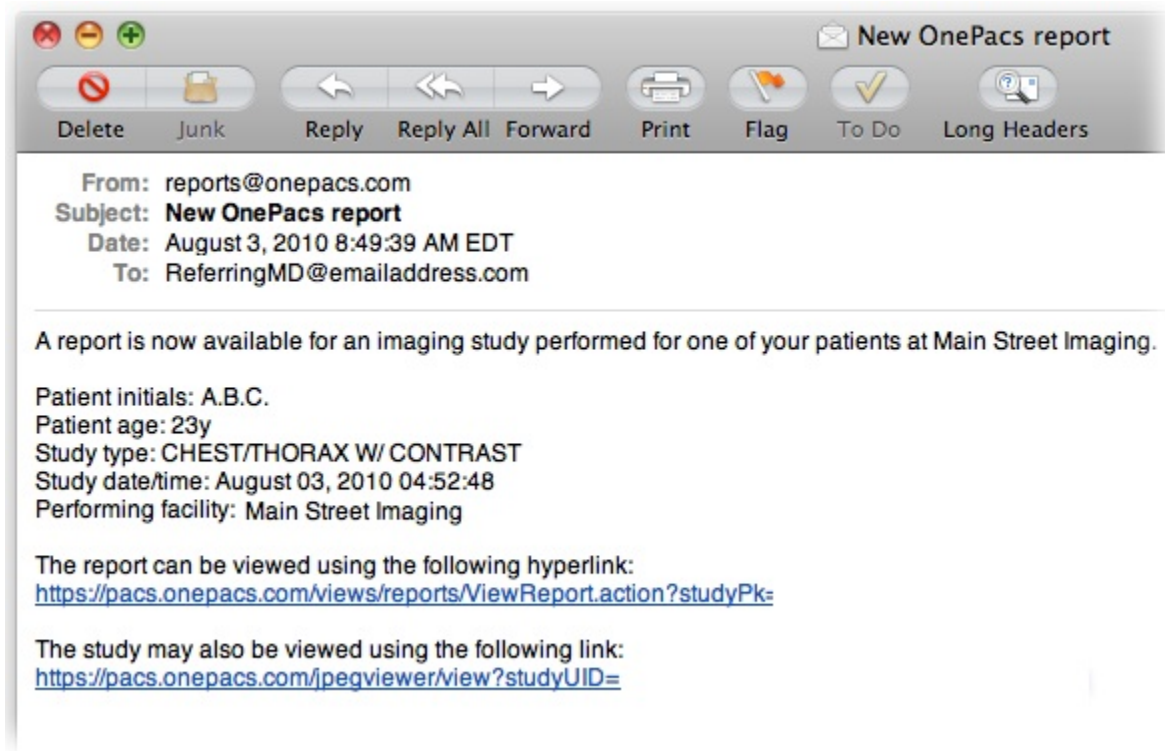 New OnePacs report
Delete Junk Reply Reply All Forward Print Flag To Do Long Headers
From: reports@onepacs.com
Subject: New OnePacs report
Date: August 3, 2010 8:49:39 AM EDT
To: ReferringMD@emailaddress.com
A report is now available for an imaging study performed for one of your patients at Main Street Imaging.
Patient initials: A.B.C.
Patient age: 23y
Study type: CHEST/THORAX W/ CONTRAST
Study date/time: August 03, 2010 04:52:48
Performing facility: Main Street Imaging
The report can be viewed using the following hyperlink:
https://pacs.onepacs.com/views/reports/ViewReport.action?studyPk=
The study may also be viewed using the following link:
https://pacs.onepacs.com/jpegviewer/view?studyUID=